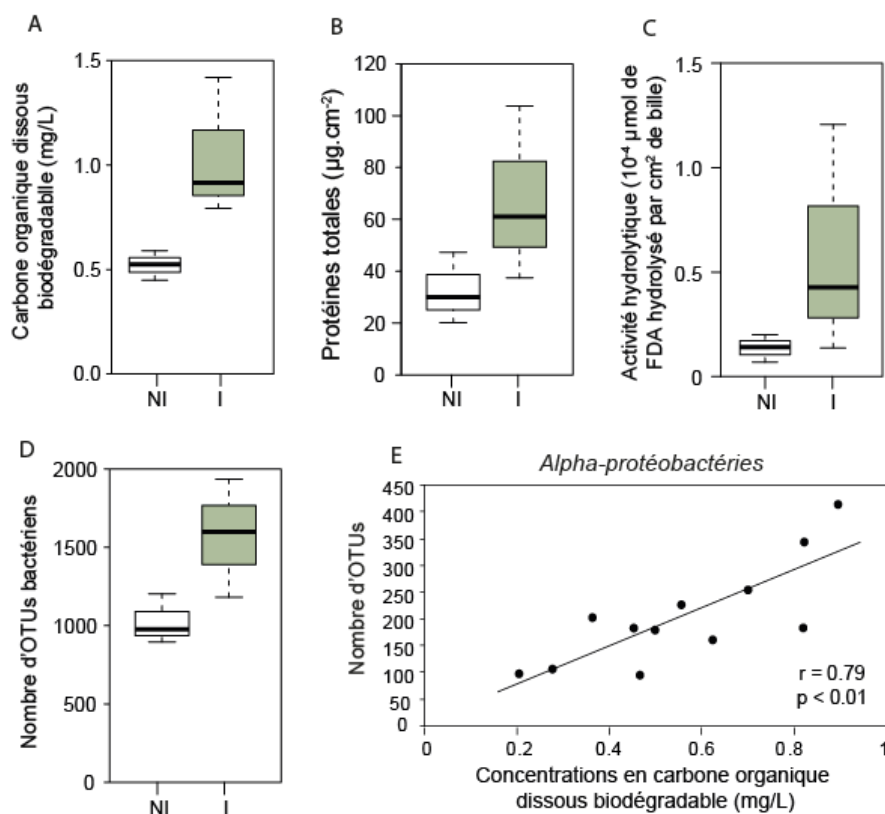 A
Carbone organique dissous
biodégradablle (mg/L)
1.5
1.0
0.5
0.0
NI
I
B
Protéines totales (µg.cm⁻²)
120
100
80
60
40
20
0
NI
I
C
Activité hydrolytique (10⁻⁴ µmol de
FDA hydrolysé par cm² de bille)
1.5
1.0
0.5
0
NI
I
D
Nombre d'OTUs bactériens
2000
1500
1000
500
0
NI
I
E
Alpha-protéobactéries
Nombre d'OTUs
450
400
350
300
250
200
150
100
50
0
r = 0.79
p < 0.01
0
0.2
0.4
0.6
0.8
1
Concentrations en carbone organique
dissous biodégradable (mg/L)